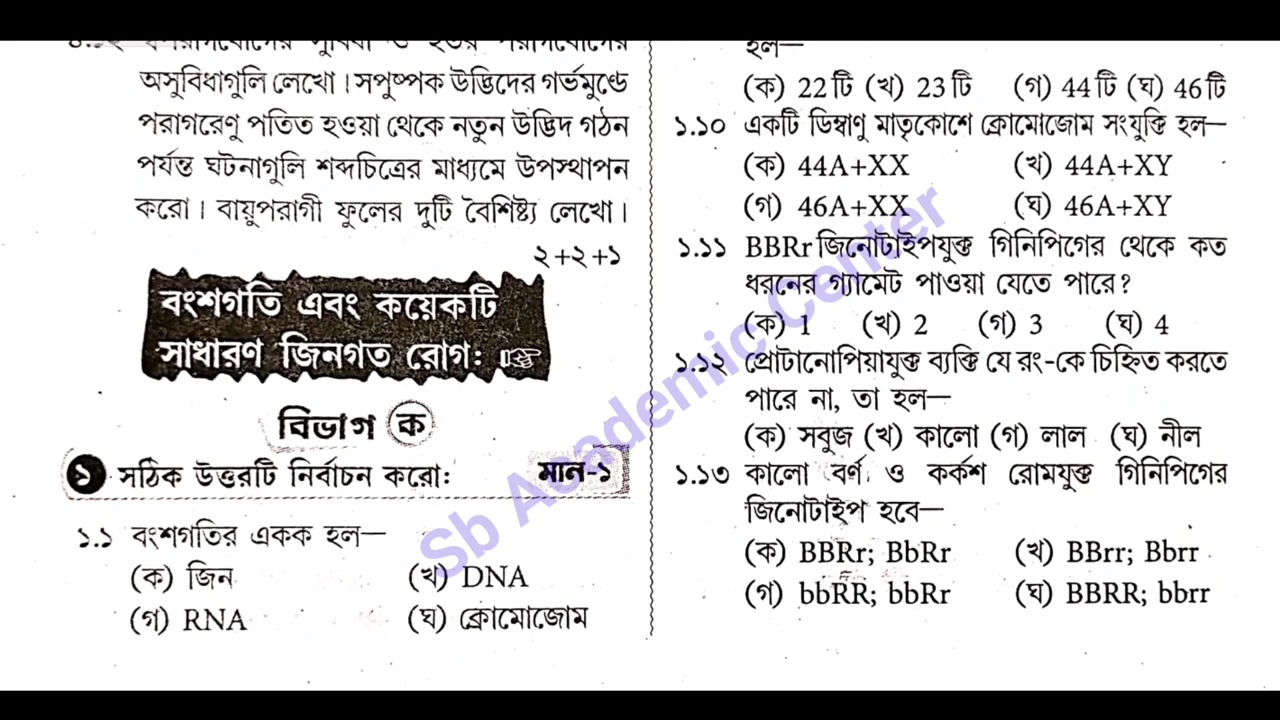 অসুবিধাগুলি লেখো। সপুষ্পক উদ্ভিদের গর্ভমুণ্ডে
পরাগরেণু পতিত হওয়া থেকে নতুন উদ্ভিদ গঠন
পর্যন্ত ঘটনাগুলি শব্দচিত্রের মাধ্যমে উপস্থাপন
করো। বায়ুপরাগী ফুলের দুটি বৈশিষ্ট্য লেখো।
২+২+১
বংশগতি এবং কয়েকটি
সাধারণ জিনগত রোগ:
বিভাগ ক
১ সঠিক উত্তরটি নির্বাচন করো: মান-১
১.১ বংশগতির একক হল—
(ক) জিন (খ) DNA
(গ) RNA (ঘ) ক্রোমোজোম
হল—
(ক) 22টি (খ) 23টি (গ) 44টি (ঘ) 46টি
১.১০ একটি ডিম্বাণু মাতৃকোশে ক্রোমোজোম সংযুক্তি হল—
(ক) 44A+XX (খ) 44A+XY
(গ) 46A+XX (ঘ) 46A+XY
১.১১ BBRr জিনোটাইপযুক্ত গিনিপিগের থেকে কত
ধরনের গ্যামেট পাওয়া যেতে পারে?
(ক) 1 (খ) 2 (গ) 3 (ঘ) 4
১.১২ প্রোটানোপিয়াযুক্ত ব্যক্তি যে রং-কে চিহ্নিত করতে
পারে না, তা হল—
(ক) সবুজ (খ) কালো (গ) লাল (ঘ) নীল
১.১৩ কালো বর্ণ ও কর্কশ রোমযুক্ত গিনিপিগের
জিনোটাইপ হবে—
(ক) BBRr; BbRr (খ) BBrr; Bbrr
(গ) bbRR; bbRr (ঘ) BBRR; bbrr
Sb Academic Center